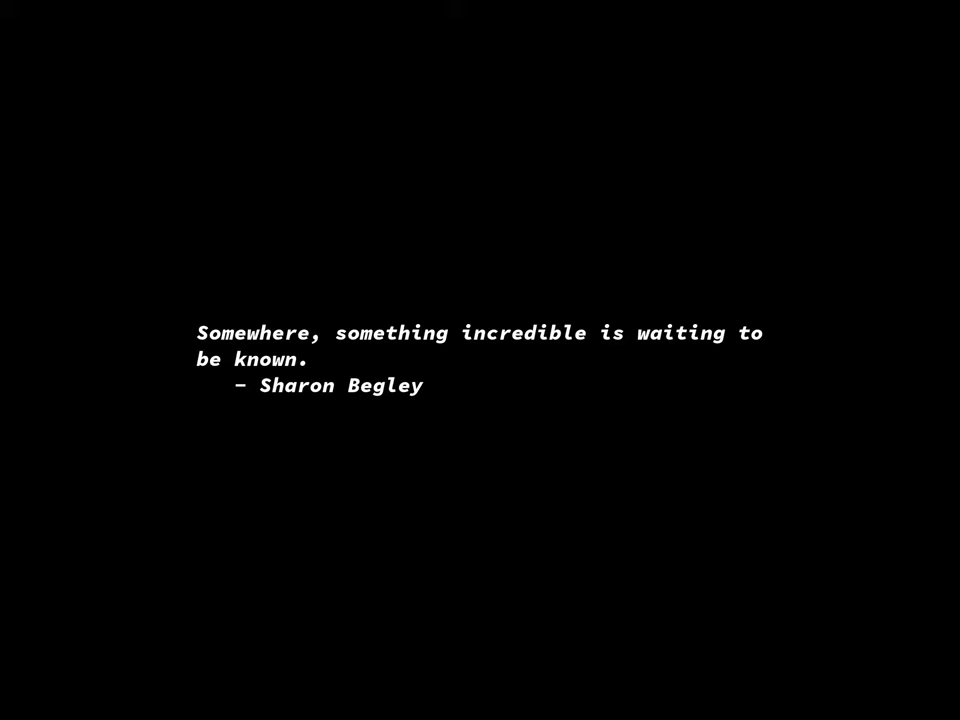 Somewhere, something incredible is waiting to
be known.
– Sharon Begley